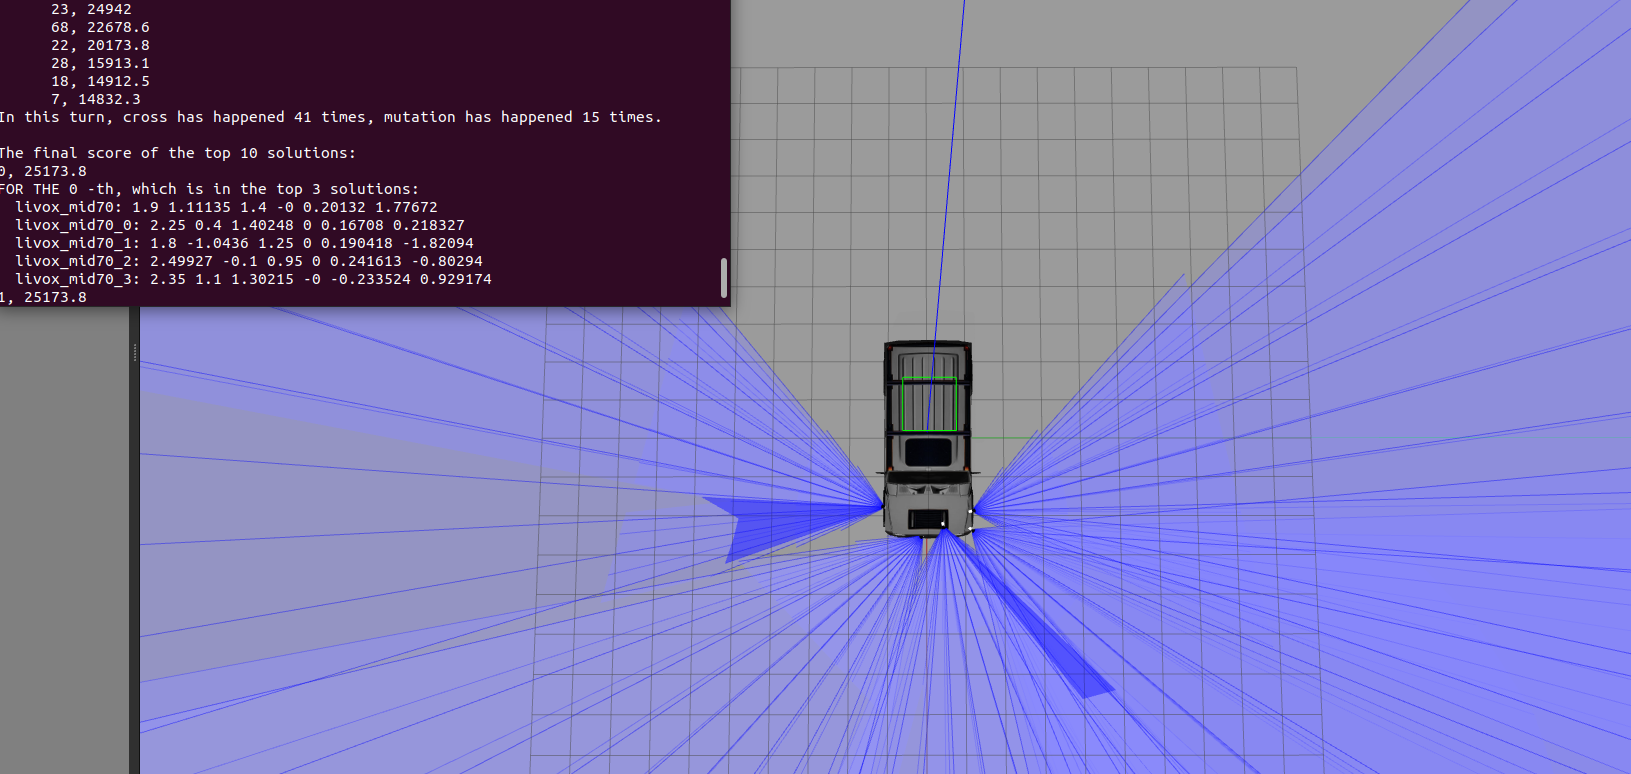 23, 24942
68, 22678.6
22, 20173.8
28, 15913.1
18, 14912.5
7, 14832.3
In this turn, cross has happened 41 times, mutation has happened 15 times.
The final score of the top 10 solutions:
0, 25173.8
FOR THE 0 -th, which is in the top 3 solutions:
livox_mid70: 1.9 1.11135 1.4 -0 0.20132 1.77672
livox_mid70_0: 2.25 0.4 1.40248 0 0.16708 0.218327
livox_mid70_1: 1.8 -1.0436 1.25 0 0.190418 -1.82094
livox_mid70_2: 2.49927 -0.1 0.95 0 0.241613 -0.80294
livox_mid70_3: 2.35 1.1 1.30215 -0 -0.233524 0.929174
1, 25173.8